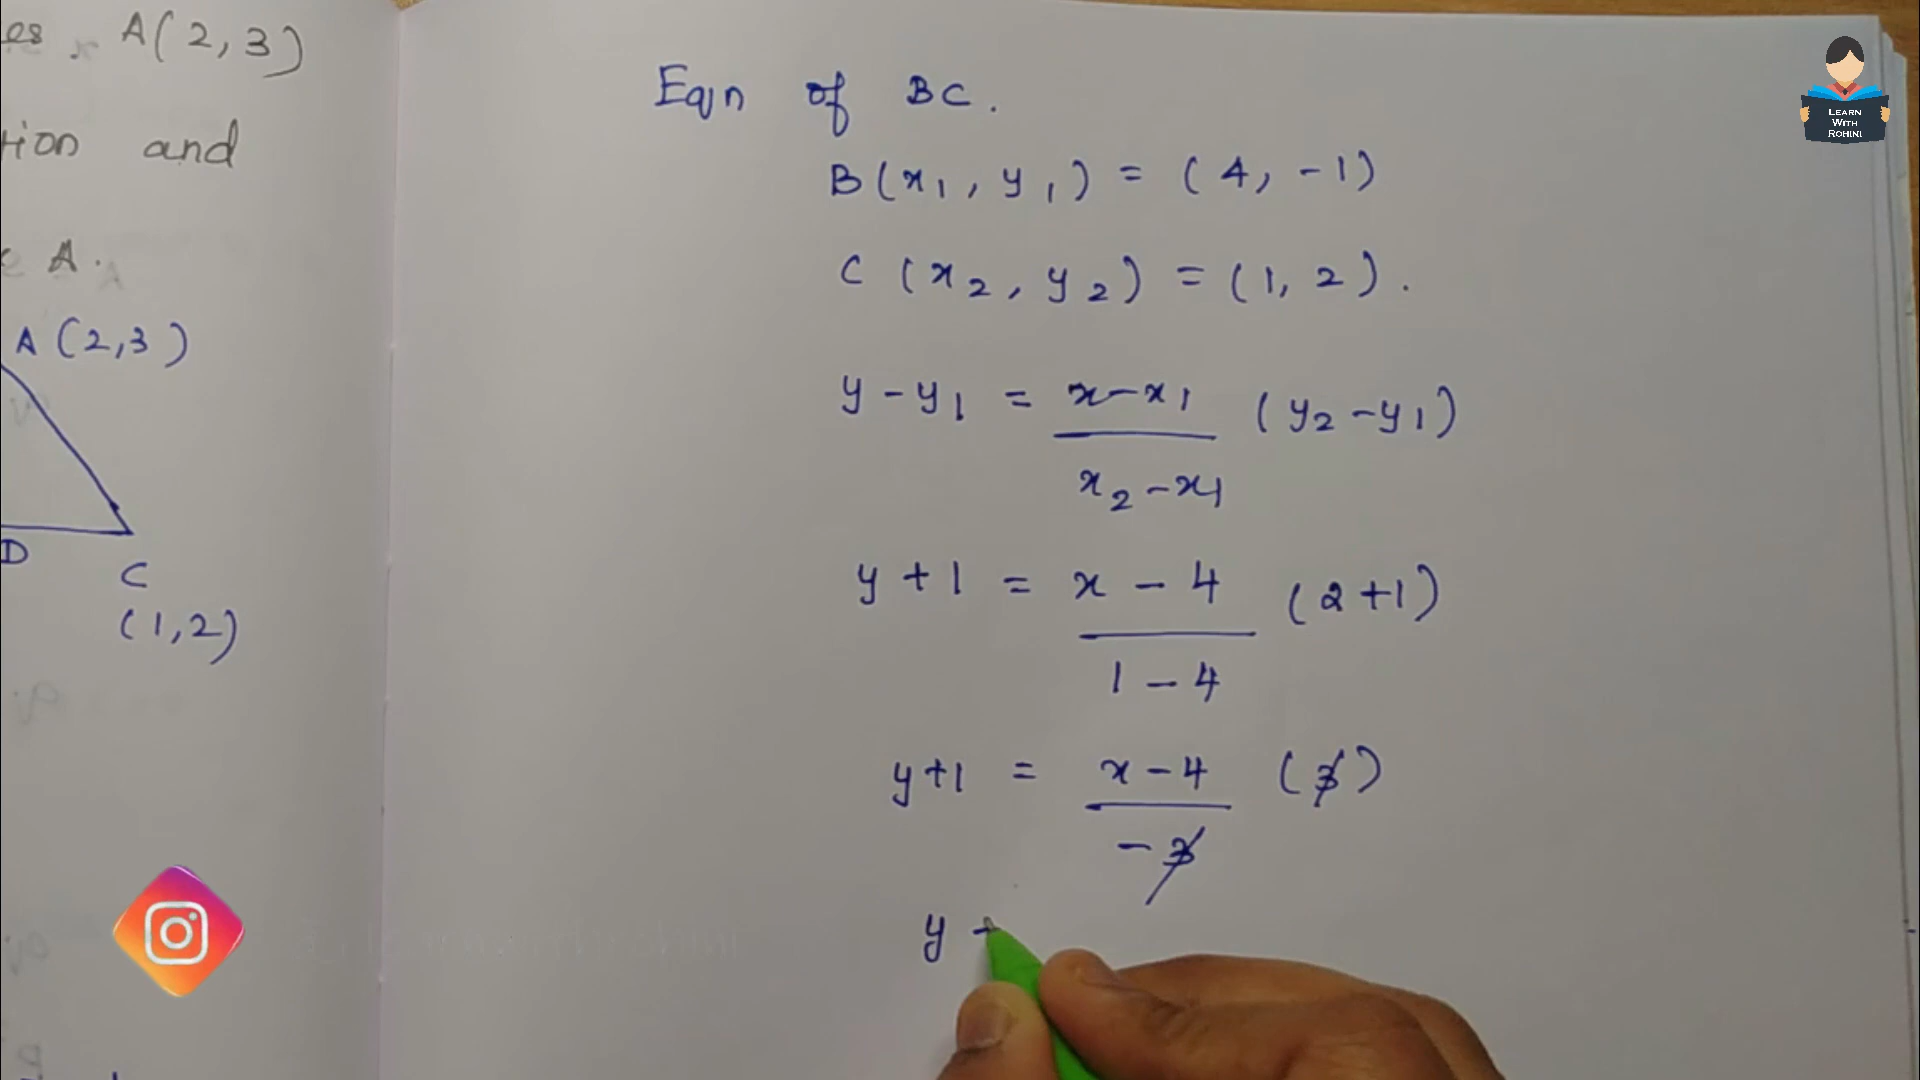 es. A(2,3)
tion and
A.
A (2,3)
D
C
(1,2)
Eqn of BC.
B(x1, y1) = (4, -1)
C (x2, y2) = (1, 2).
y - y1 = x-x1 (y2 - y1)
x2 - x1
y + 1 = x - 4 (2+1)
1 - 4
y+1 = x - 4 (3)
- 3
y +
LEARN
WITH
ROHINI